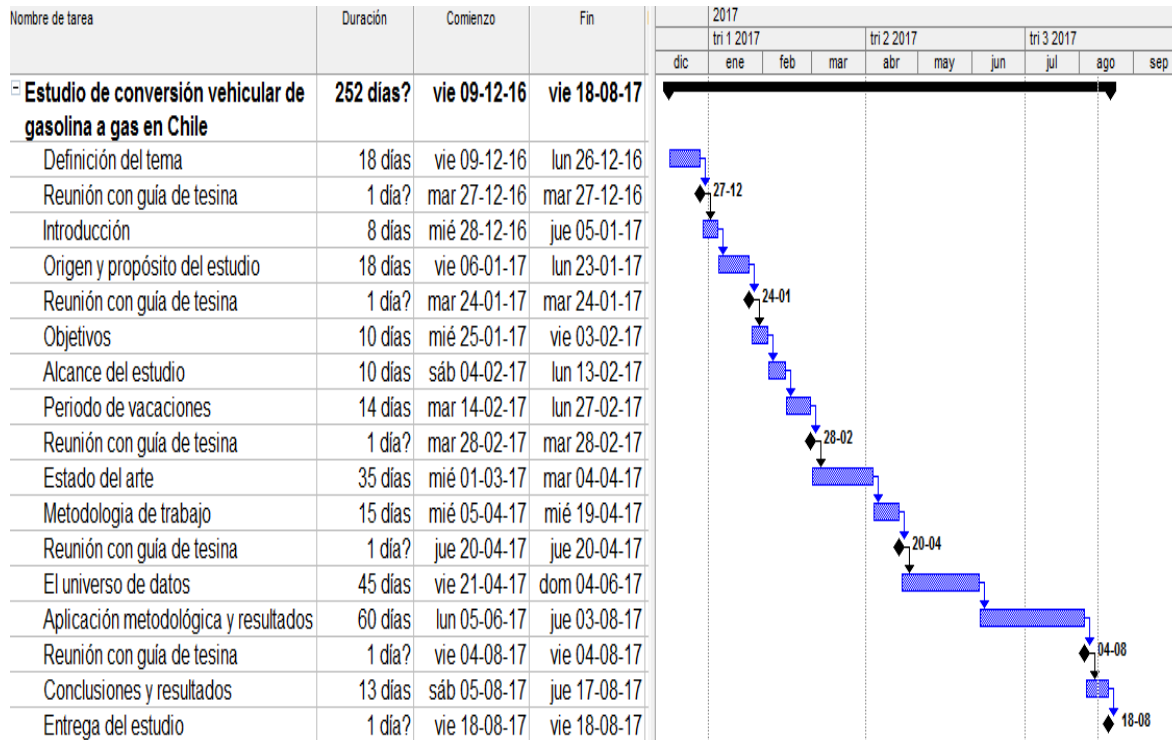 Nombre de tarea Duración Comienzo Fin 2017
tri 1 2017 tri 2 2017 tri 3 2017
dic ene feb mar abr may jun jul ago sep
Estudio de conversión vehicular de gasolina a gas en Chile 252 días? vie 09-12-16 vie 18-08-17
Definición del tema 18 días vie 09-12-16 lun 26-12-16
Reunión con guía de tesina 1 día? mar 27-12-16 mar 27-12-16 27-12
Introducción 8 días mié 28-12-16 jue 05-01-17
Origen y propósito del estudio 18 días vie 06-01-17 lun 23-01-17
Reunión con guía de tesina 1 día? mar 24-01-17 mar 24-01-17 24-01
Objetivos 10 días mié 25-01-17 vie 03-02-17
Alcance del estudio 10 días sáb 04-02-17 lun 13-02-17
Periodo de vacaciones 14 días mar 14-02-17 lun 27-02-17
Reunión con guía de tesina 1 día? mar 28-02-17 mar 28-02-17 28-02
Estado del arte 35 días mié 01-03-17 mar 04-04-17
Metodologia de trabajo 15 días mié 05-04-17 mié 19-04-17
Reunión con guía de tesina 1 día? jue 20-04-17 jue 20-04-17 20-04
El universo de datos 45 días vie 21-04-17 dom 04-06-17
Aplicación metodológica y resultados 60 días lun 05-06-17 jue 03-08-17
Reunión con guía de tesina 1 día? vie 04-08-17 vie 04-08-17 04-08
Conclusiones y resultados 13 días sáb 05-08-17 jue 17-08-17
Entrega del estudio 1 día? vie 18-08-17 vie 18-08-17 18-08